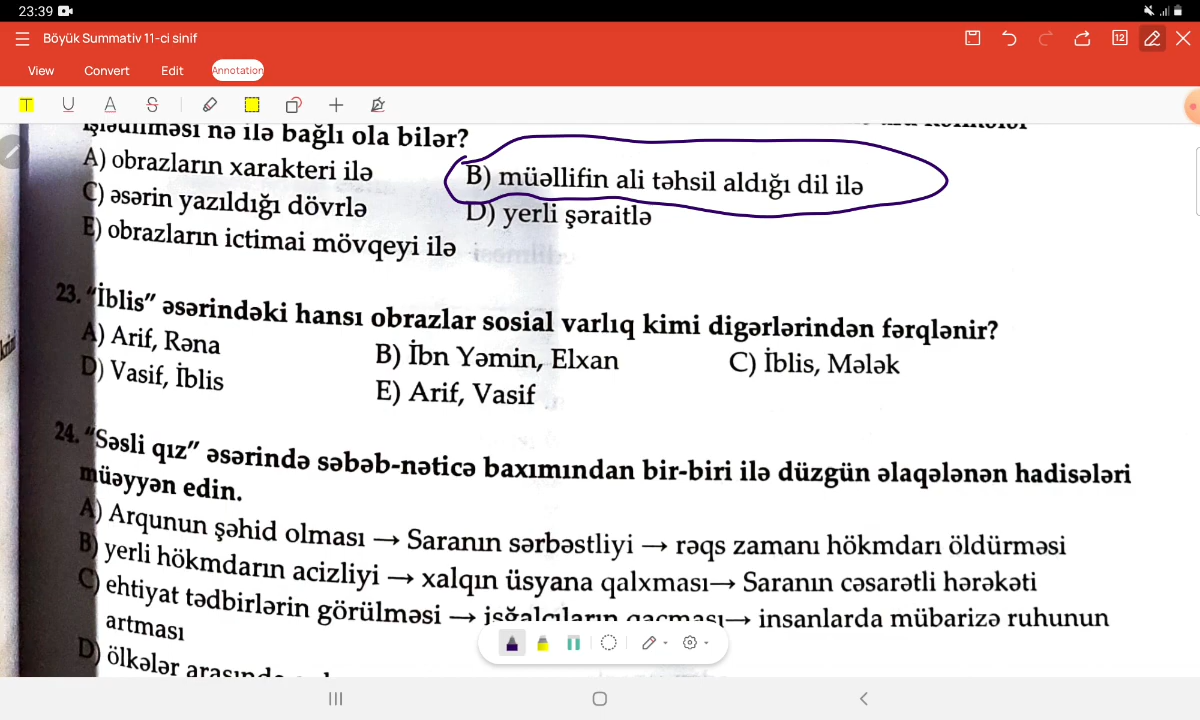 23:39
Böyük Summativ 11-ci sinif
12
View Convert Edit Annotation
T U A S
işlədilməsi nə ilə bağlı ola bilər?
A) obrazların xarakteri ilə B) müəllifin ali təhsil aldığı dil ilə
C) əsərin yazıldığı dövrlə D) yerli şəraitlə
E) obrazların ictimai mövqeyi ilə
23. “İblis” əsərindəki hansı obrazlar sosial varlıq kimi digərlərindən fərqlənir?
A) Arif, Rəna B) İbn Yəmin, Elxan C) İblis, Mələk
D) Vasif, İblis E) Arif, Vasif
24. “Səsli qız” əsərində səbəb-nəticə baxımından bir-biri ilə düzgün əlaqələnən hadisələri
müəyyən edin.
A) Arqunun şəhid olması → Saranın sərbəstliyi → rəqs zamanı hökmdarı öldürməsi
B) yerli hökmdarın acizliyi → xalqın üsyana qalxması→ Saranın cəsarətli hərəkəti
C) ehtiyat tədbirlərin görülməsi → işğalçıların qaçması→ insanlarda mübarizə ruhunun
artması
D) ölkələr arasında